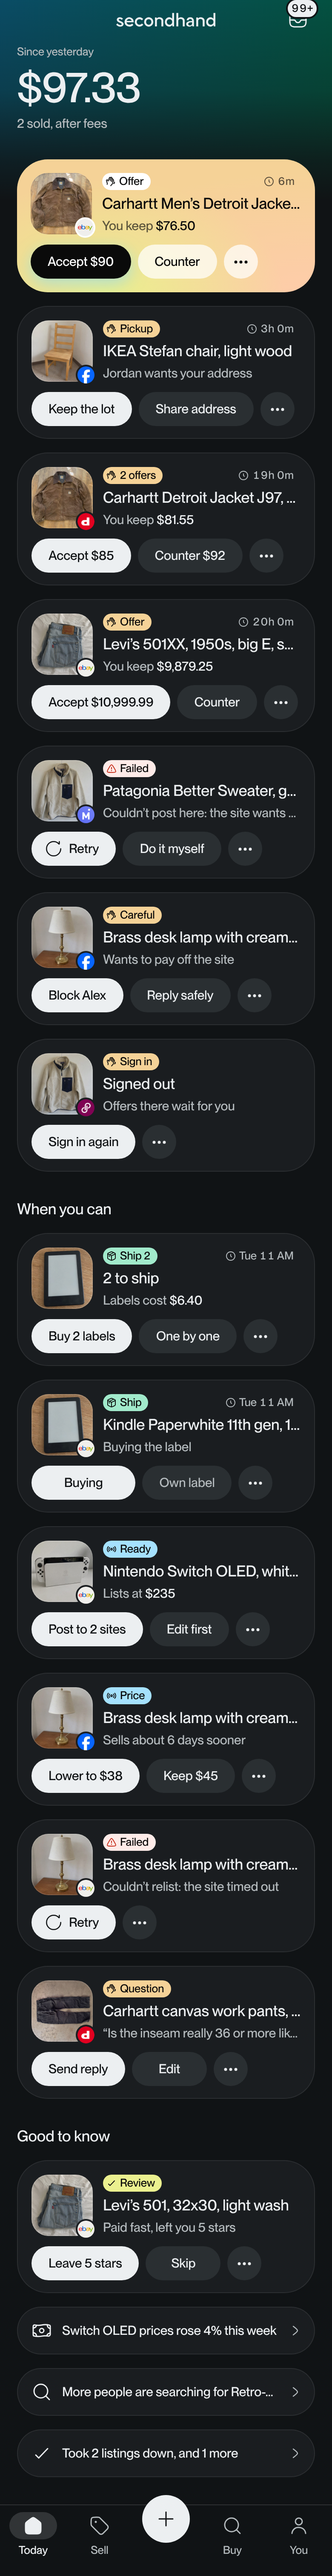 secondhand
99+
Since yesterday
$97.33
2 sold, after fees
Offer
6m
Carhartt Men's Detroit Jacke...
You keep $76.50
ebay
Accept $90
Counter
Pickup
3h 0m
IKEA Stefan chair, light wood
Jordan wants your address
Keep the lot
Share address
2 offers
19h 0m
Carhartt Detroit Jacket J97, ...
You keep $81.55
Accept $85
Counter $92
Offer
20h 0m
Levi's 501XX, 1950s, big E, s...
You keep $9,879.25
ebay
Accept $10,999.99
Counter
Failed
Patagonia Better Sweater, g...
Couldn't post here: the site wants ...
Retry
Do it myself
Careful
Brass desk lamp with cream...
Wants to pay off the site
Block Alex
Reply safely
Sign in
Signed out
Offers there wait for you
Sign in again
When you can
Ship 2
Tue 11 AM
2 to ship
Labels cost $6.40
Buy 2 labels
One by one
Ship
Tue 11 AM
Kindle Paperwhite 11th gen, 1...
Buying the label
ebay
Buying
Own label
Ready
Nintendo Switch OLED, whit...
Lists at $235
ebay
Post to 2 sites
Edit first
Price
Brass desk lamp with cream...
Sells about 6 days sooner
Lower to $38
Keep $45
Failed
Brass desk lamp with cream...
Couldn't relist: the site timed out
ebay
Retry
Question
Carhartt canvas work pants, ...
“Is the inseam really 36 or more lik...
Send reply
Edit
Good to know
Review
Levi's 501, 32x30, light wash
Paid fast, left you 5 stars
ebay
Leave 5 stars
Skip
Switch OLED prices rose 4% this week
More people are searching for Retro-...
Took 2 listings down, and 1 more
Today
Sell
Buy
You